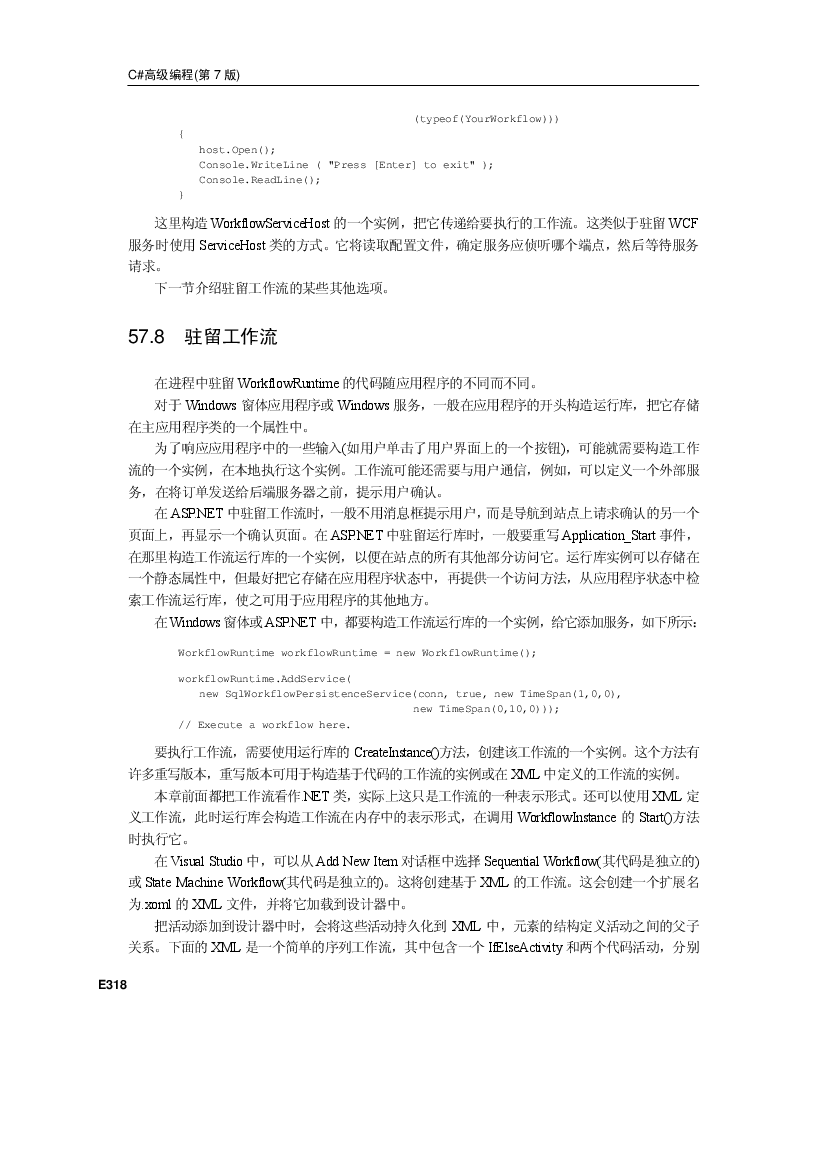 C#高级编程(第 7 版)
(typeof(YourWorkflow)))
{
host.Open();
Console.WriteLine ( "Press [Enter] to exit" );
Console.ReadLine();
}
这里构造 WorkflowServiceHost 的一个实例，把它传递给要执行的工作流。这类似于驻留 WCF
服务时使用 ServiceHost 类的方式。它将读取配置文件，确定服务应侦听哪个端点，然后等待服务
请求。
下一节介绍驻留工作流的某些其他选项。
57.8 驻留工作流
在进程中驻留 WorkflowRuntime 的代码随应用程序的不同而不同。
对于 Windows 窗体应用程序或 Windows 服务，一般在应用程序的开头构造运行库，把它存储
在主应用程序类的一个属性中。
为了响应应用程序中的一些输入(如用户单击了用户界面上的一个按钮)，可能就需要构造工作
流的一个实例，在本地执行这个实例。工作流可能还需要与用户通信，例如，可以定义一个外部服
务，在将订单发送给后端服务器之前，提示用户确认。
在 ASP.NET 中驻留工作流时，一般不用消息框提示用户，而是导航到站点上请求确认的另一个
页面上，再显示一个确认页面。在 ASP.NET 中驻留运行库时，一般要重写 Application_Start 事件，
在那里构造工作流运行库的一个实例，以便在站点的所有其他部分访问它。运行库实例可以存储在
一个静态属性中，但最好把它存储在应用程序状态中，再提供一个访问方法，从应用程序状态中检
索工作流运行库，使之可用于应用程序的其他地方。
在 Windows 窗体或 ASP.NET 中，都要构造工作流运行库的一个实例，给它添加服务，如下所示：
WorkflowRuntime workflowRuntime = new WorkflowRuntime();
workflowRuntime.AddService(
new SqlWorkflowPersistenceService(conn, true, new TimeSpan(1,0,0),
new TimeSpan(0,10,0)));
// Execute a workflow here.
要执行工作流，需要使用运行库的 CreateInstance()方法，创建该工作流的一个实例。这个方法有
许多重写版本，重写版本可用于构造基于代码的工作流的实例或在 XML 中定义的工作流的实例。
本章前面都把工作流看作.NET 类，实际上这只是工作流的一种表示形式。还可以使用 XML 定
义工作流，此时运行库会构造工作流在内存中的表示形式，在调用 WorkflowInstance 的 Start()方法
时执行它。
在 Visual Studio 中，可以从 Add New Item 对话框中选择 Sequential Workflow(其代码是独立的)
或 State Machine Workflow(其代码是独立的)。这将创建基于 XML 的工作流。这会创建一个扩展名
为.xoml 的 XML 文件，并将它加载到设计器中。
把活动添加到设计器中时，会将这些活动持久化到 XML 中，元素的结构定义活动之间的父子
关系。下面的 XML 是一个简单的序列工作流，其中包含一个 IfElseActivity 和两个代码活动，分别
E318